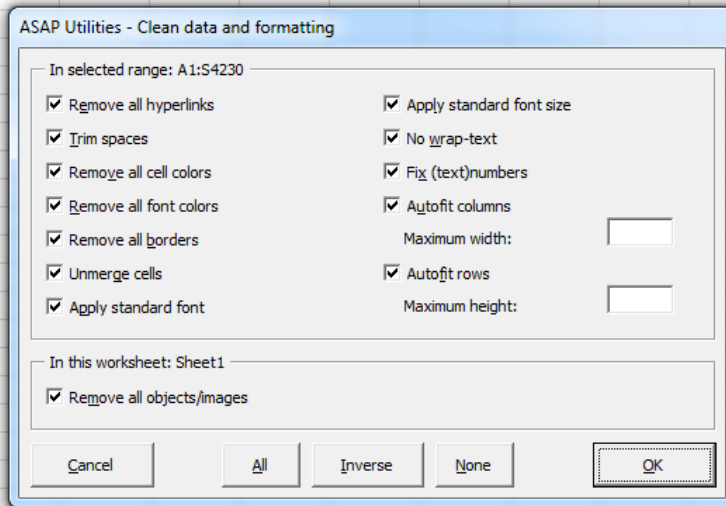 ASAP Utilities - Clean data and formatting
In selected range: A1:S4230
Remove all hyperlinks
Trim spaces
Remove all cell colors
Remove all font colors
Remove all borders
Unmerge cells
Apply standard font
Apply standard font size
No wrap-text
Fix (text)numbers
Autofit columns
Maximum width:
Autofit rows
Maximum height:
In this worksheet: Sheet1
Remove all objects/images
Cancel
All
Inverse
None
OK